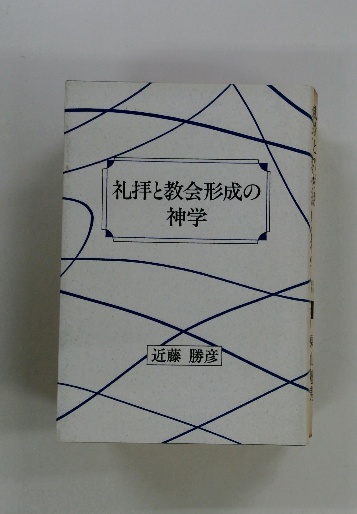 礼拝と教会形成の
神学
近藤 勝彦